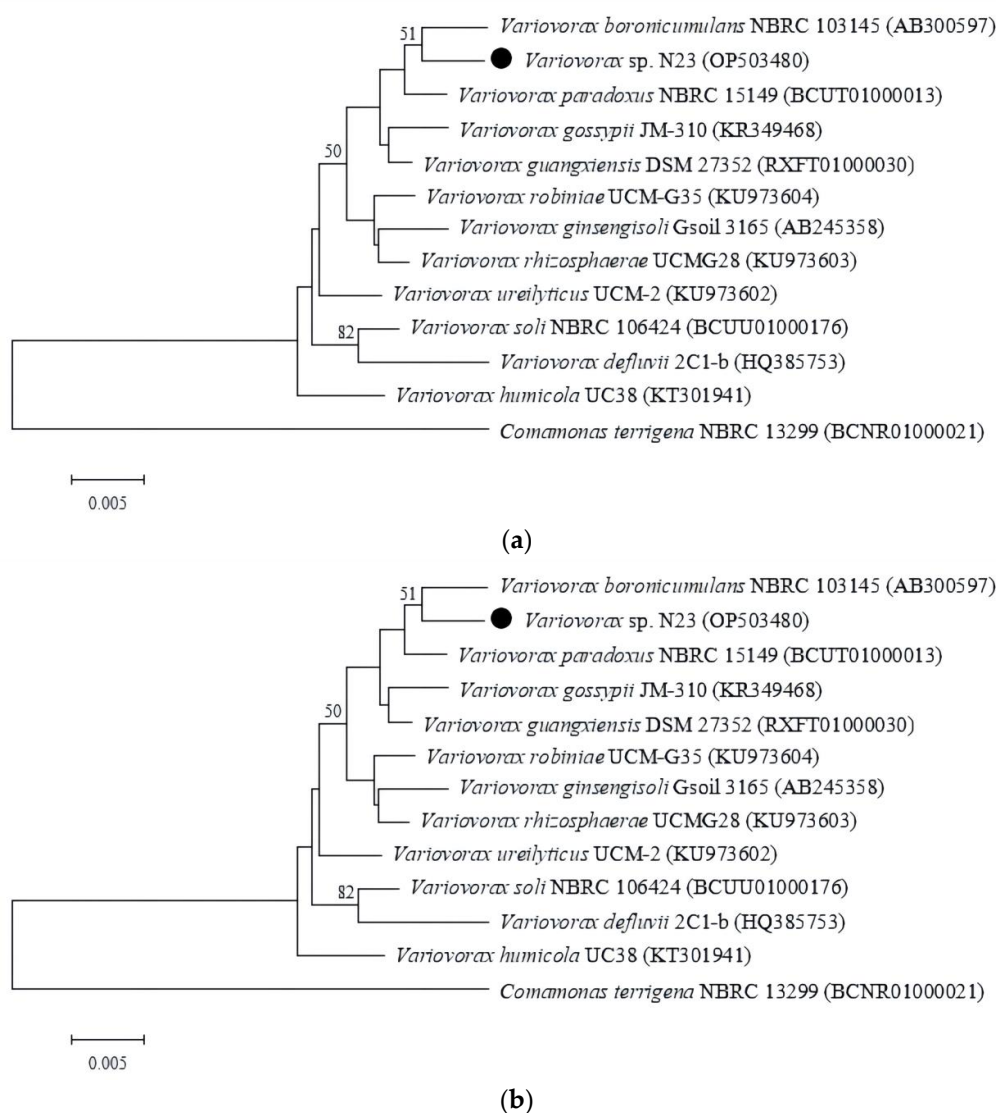 51
Variovorax boronicumulans NBRC 103145 (AB300597)
Variovorax sp. N23 (OP503480)
Variovorax paradoxus NBRC 15149 (BCUT01000013)
Variovorax gossypii JM-310 (KR349468)
50
Variovorax guangxiensis DSM 27352 (RXFT01000030)
Variovorax robiniae UCM-G35 (KU973604)
Variovorax ginsengisoli Gsoil 3165 (AB245358)
Variovorax rhizosphaerae UCMG28 (KU973603)
Variovorax ureilyticus UCM-2 (KU973602)
82
Variovorax soli NBRC 106424 (BCUU01000176)
Variovorax defluvii 2C1-b (HQ385753)
Variovorax humicola UC38 (KT301941)
Comamonas terrigena NBRC 13299 (BCNR01000021)
0.005
(a)
51
Variovorax boronicumulans NBRC 103145 (AB300597)
Variovorax sp. N23 (OP503480)
Variovorax paradoxus NBRC 15149 (BCUT01000013)
Variovorax gossypii JM-310 (KR349468)
50
Variovorax guangxiensis DSM 27352 (RXFT01000030)
Variovorax robiniae UCM-G35 (KU973604)
Variovorax ginsengisoli Gsoil 3165 (AB245358)
Variovorax rhizosphaerae UCMG28 (KU973603)
Variovorax ureilyticus UCM-2 (KU973602)
82
Variovorax soli NBRC 106424 (BCUU01000176)
Variovorax defluvii 2C1-b (HQ385753)
Variovorax humicola UC38 (KT301941)
Comamonas terrigena NBRC 13299 (BCNR01000021)
0.005
(b)